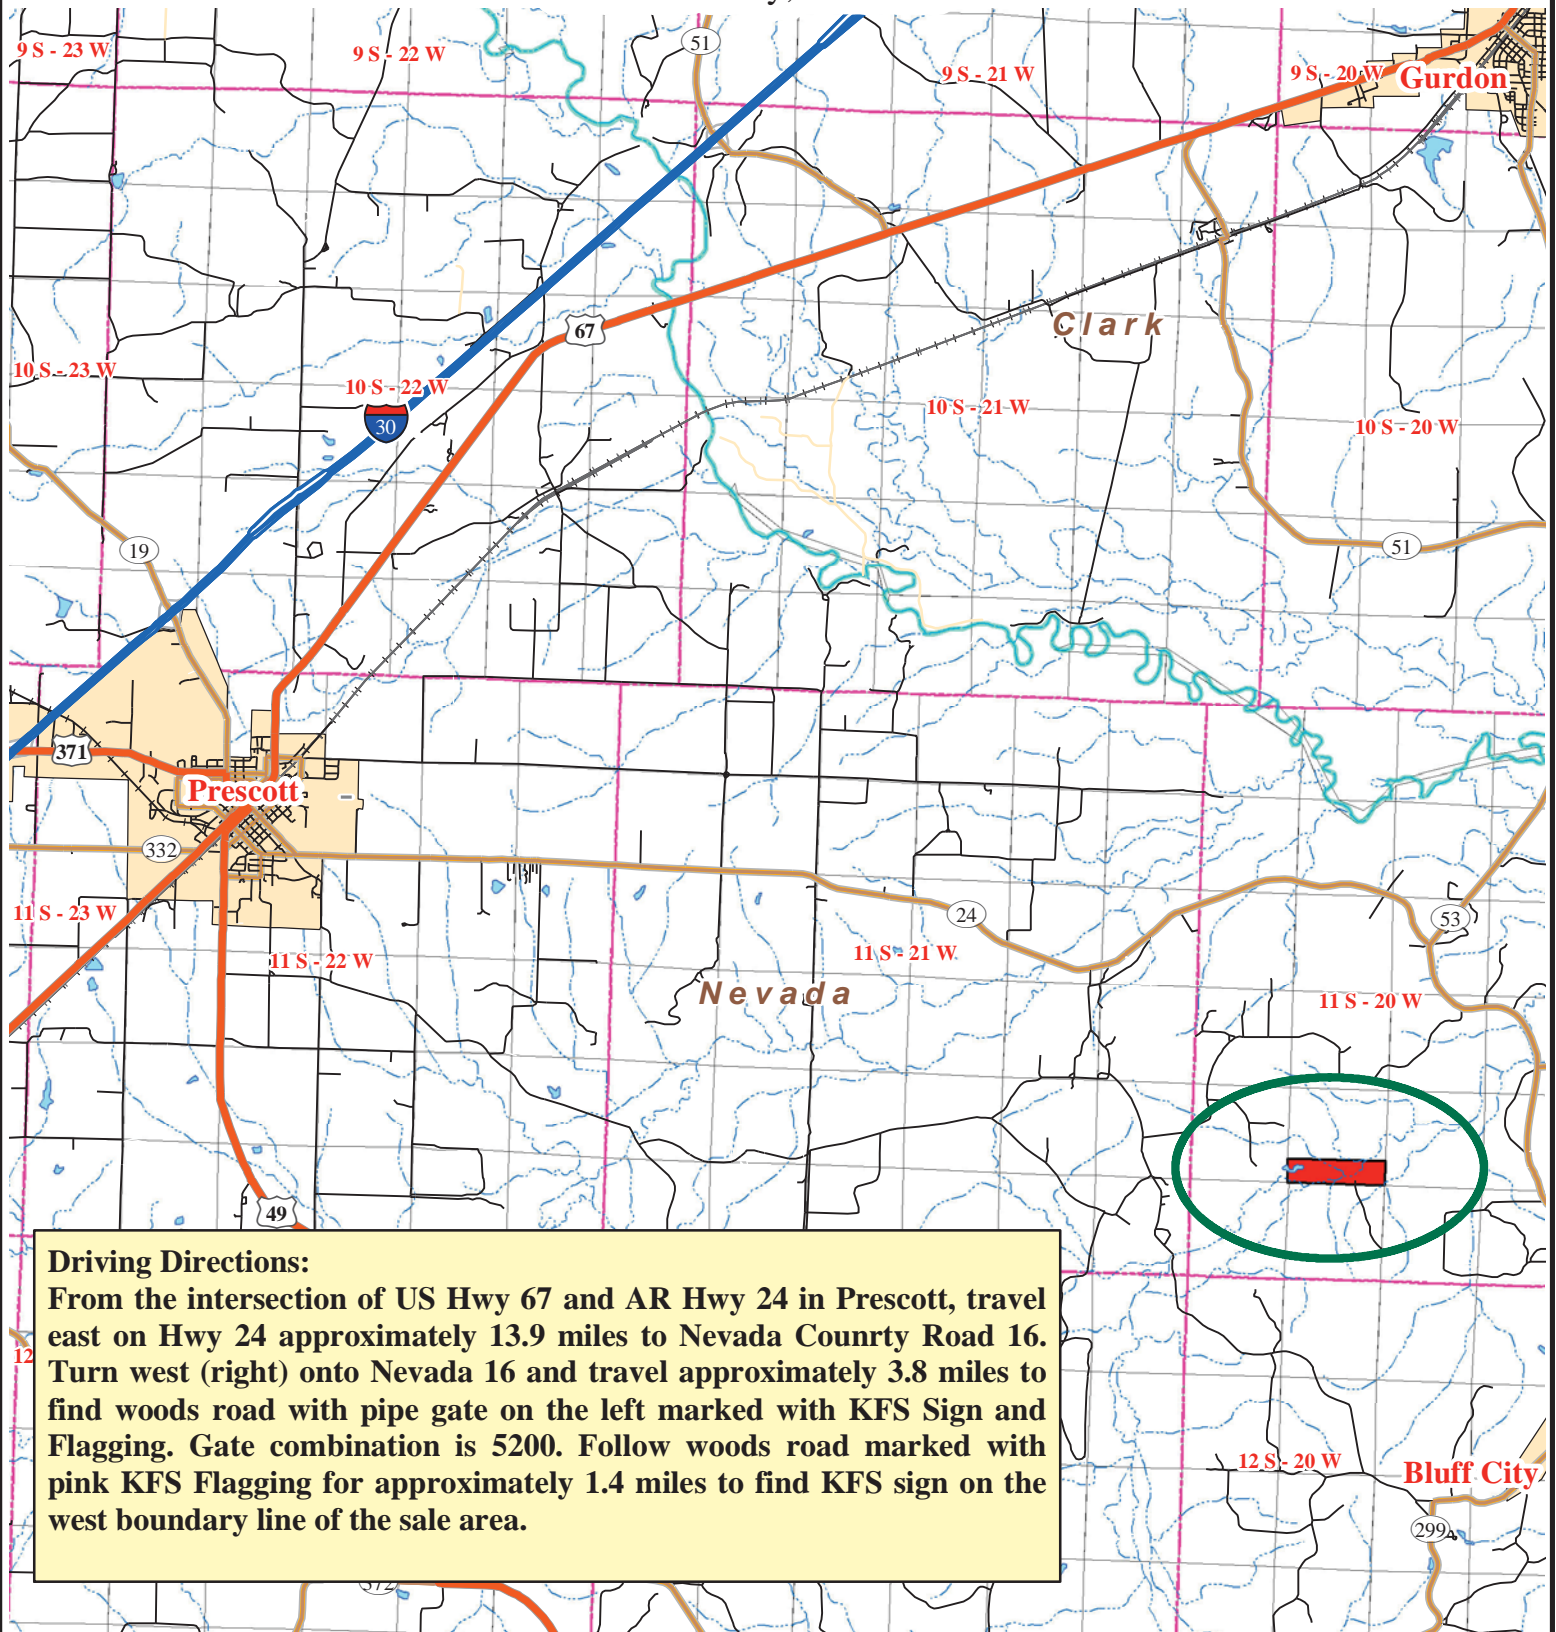 9 S - 23 W
9 S - 22 W
51
9 S - 21 W
9 S - 20 W
Gurdon
67
Clark
10 S - 23 W
10 S - 22 W
30
10 S - 21 W
10 S - 20 W
19
51
371
Prescott
332
24
53
11 S - 23 W
11 S - 22 W
11 S - 21 W
Nevada
11 S - 20 W
49
Driving Directions:
From the intersection of US Hwy 67 and AR Hwy 24 in Prescott, travel
east on Hwy 24 approximately 13.9 miles to Nevada Counrty Road 16.
Turn west (right) onto Nevada 16 and travel approximately 3.8 miles to
find woods road with pipe gate on the left marked with KFS Sign and
Flagging. Gate combination is 5200. Follow woods road marked with
pink KFS Flagging for approximately 1.4 miles to find KFS sign on the
west boundary line of the sale area.
12
12 S - 20 W
Bluff City
299
372